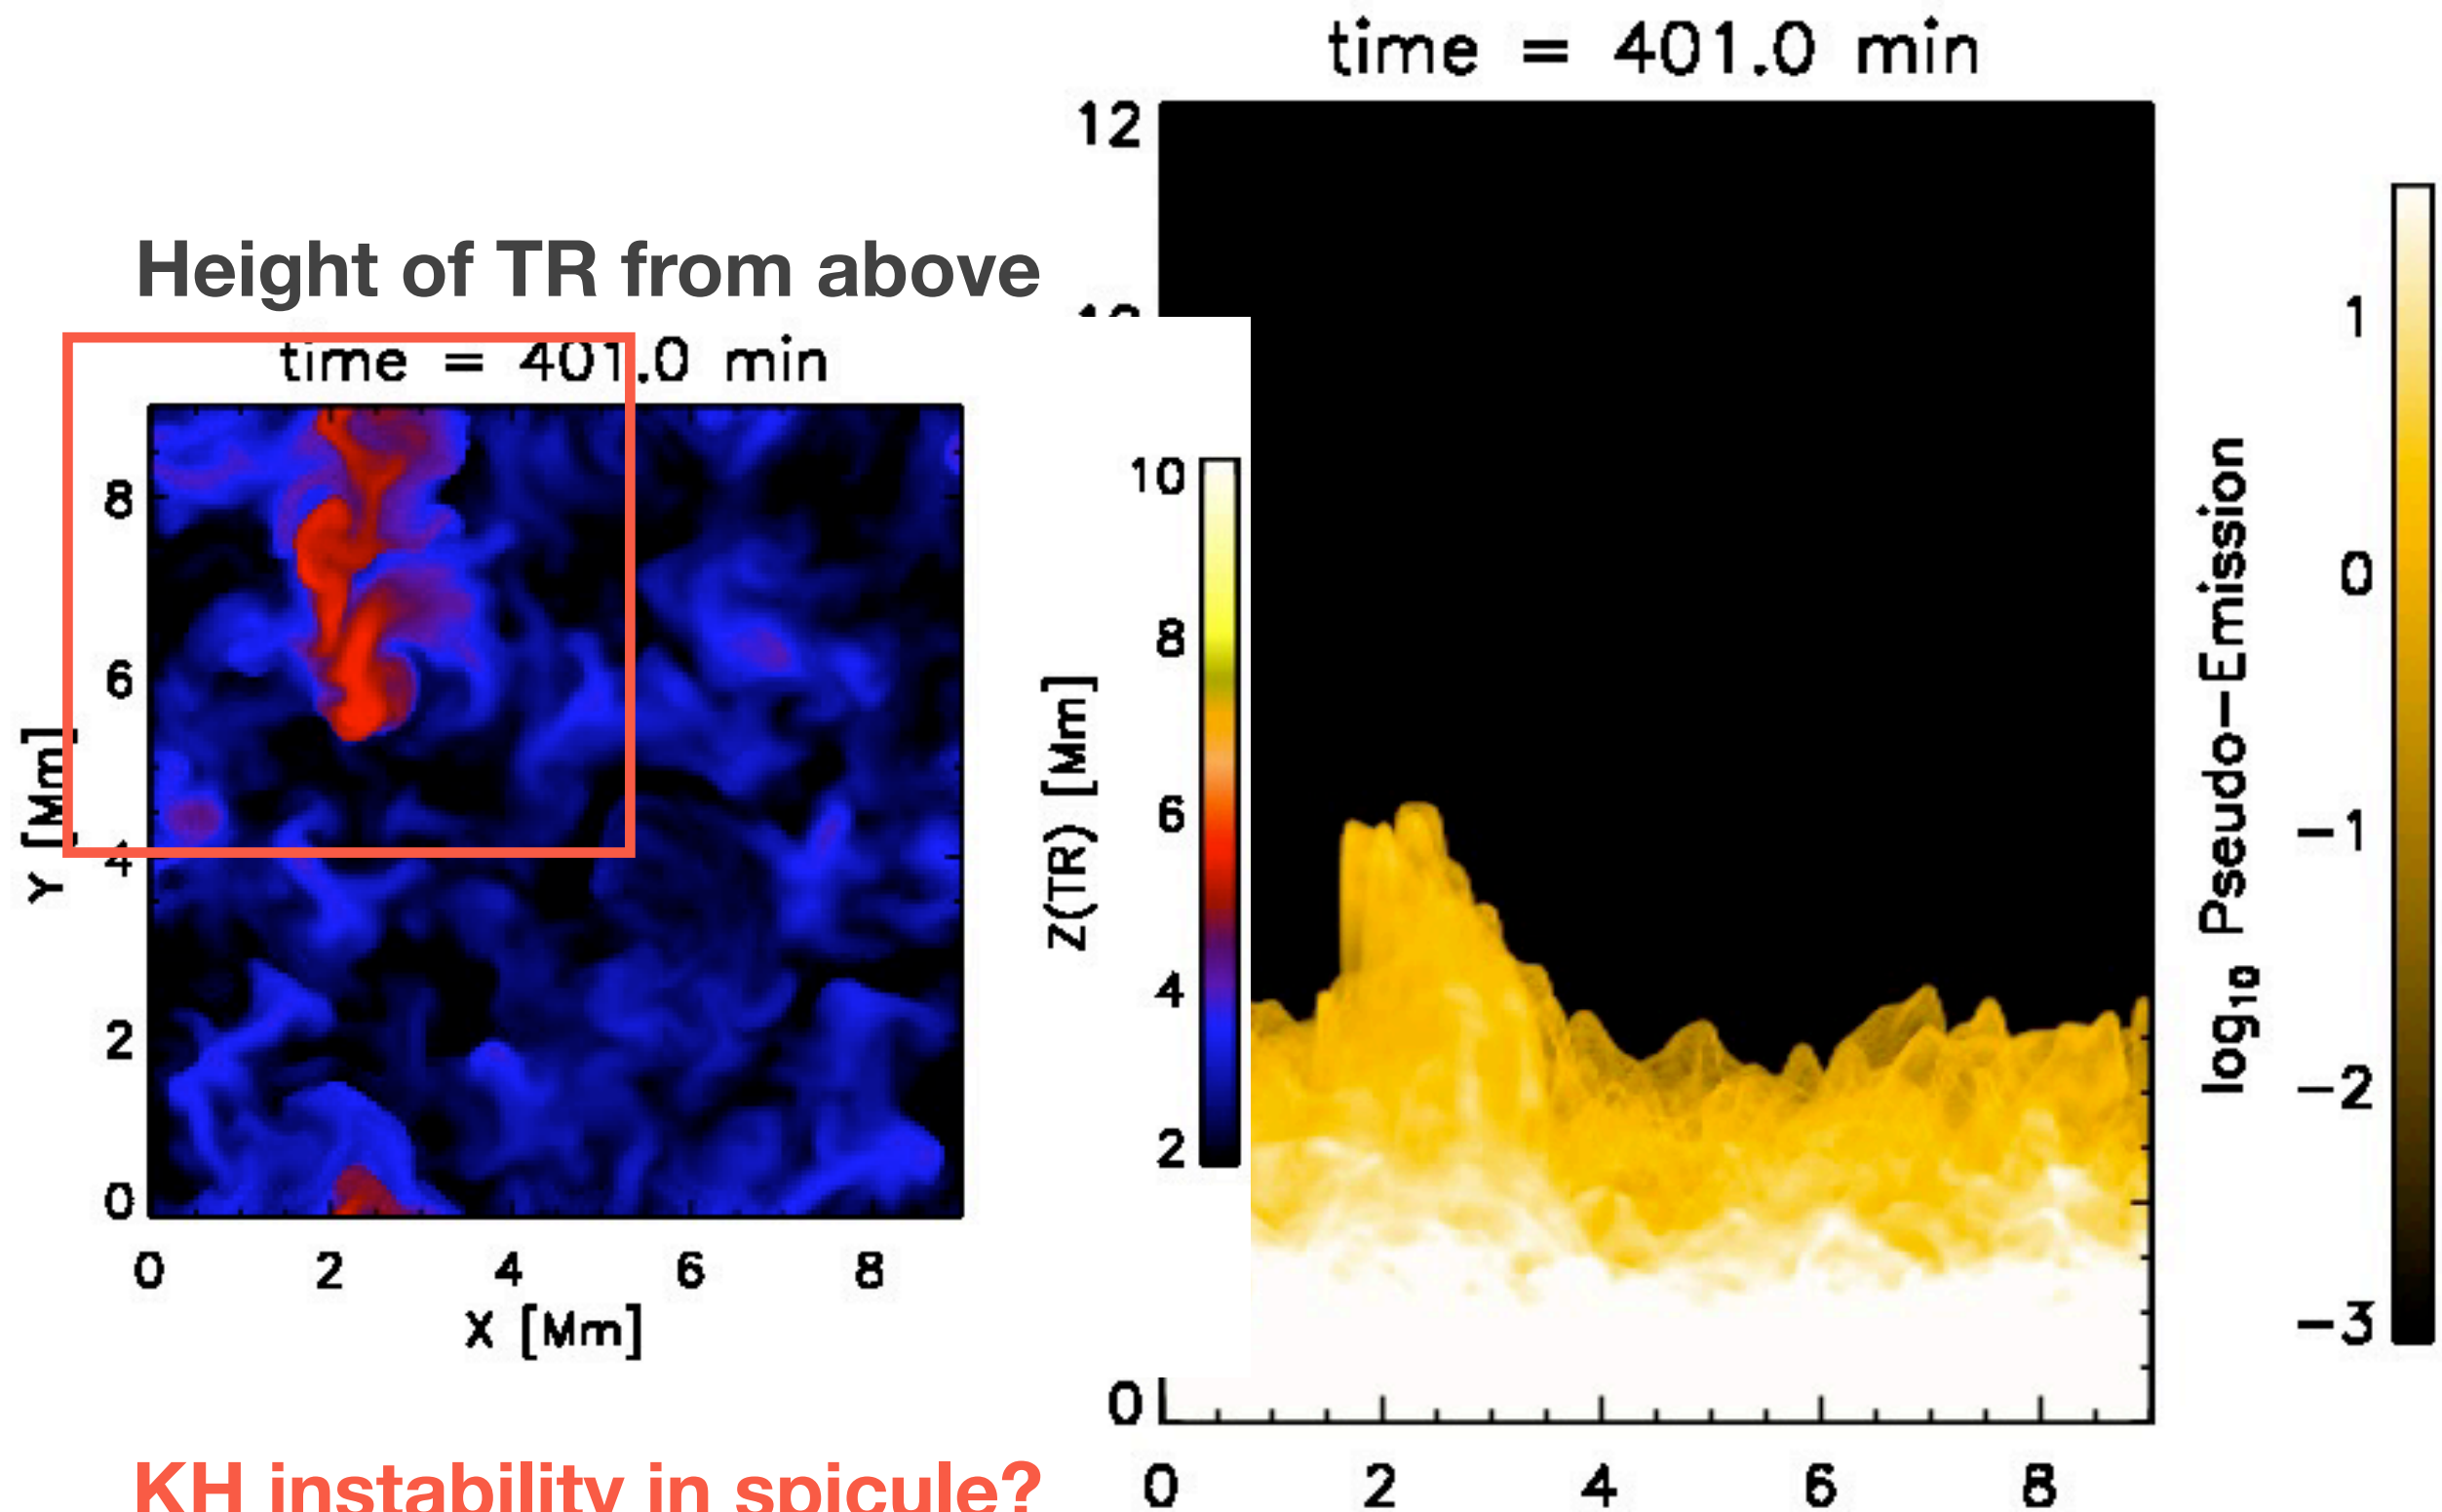 time = 401.0 min
12
Height of TR from above
time = 401.0 min
8
6
4
2
0
Y [Mm]
0 2 4 6 8
X [Mm]
10
8
6
4
2
Z(TR) [Mm]
0
0 2 4 6 8
1
0
−1
−2
−3
log₁₀ Pseudo−Emission
KH instability in spicule?